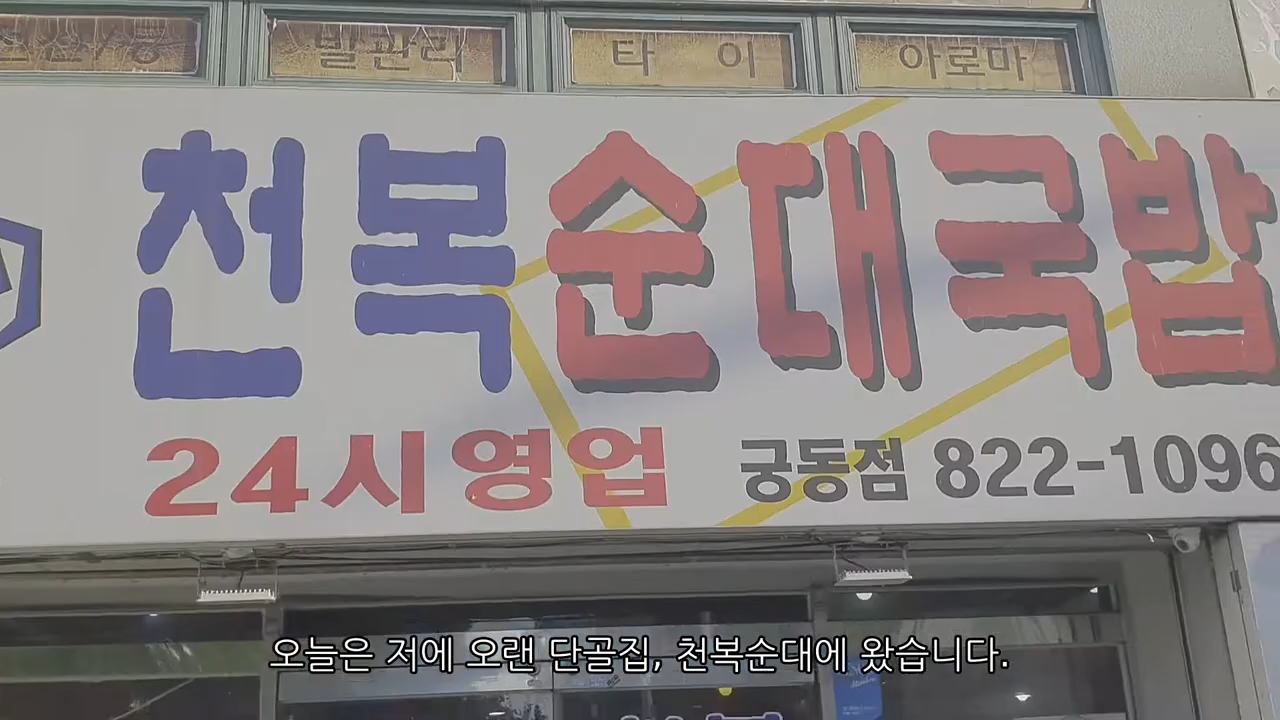 발관리 타 이 아로마
천복순대국밥
24시영업 궁동점 822-1096
오늘은 저에 오랜 단골집, 천복순대에 왔습니다.